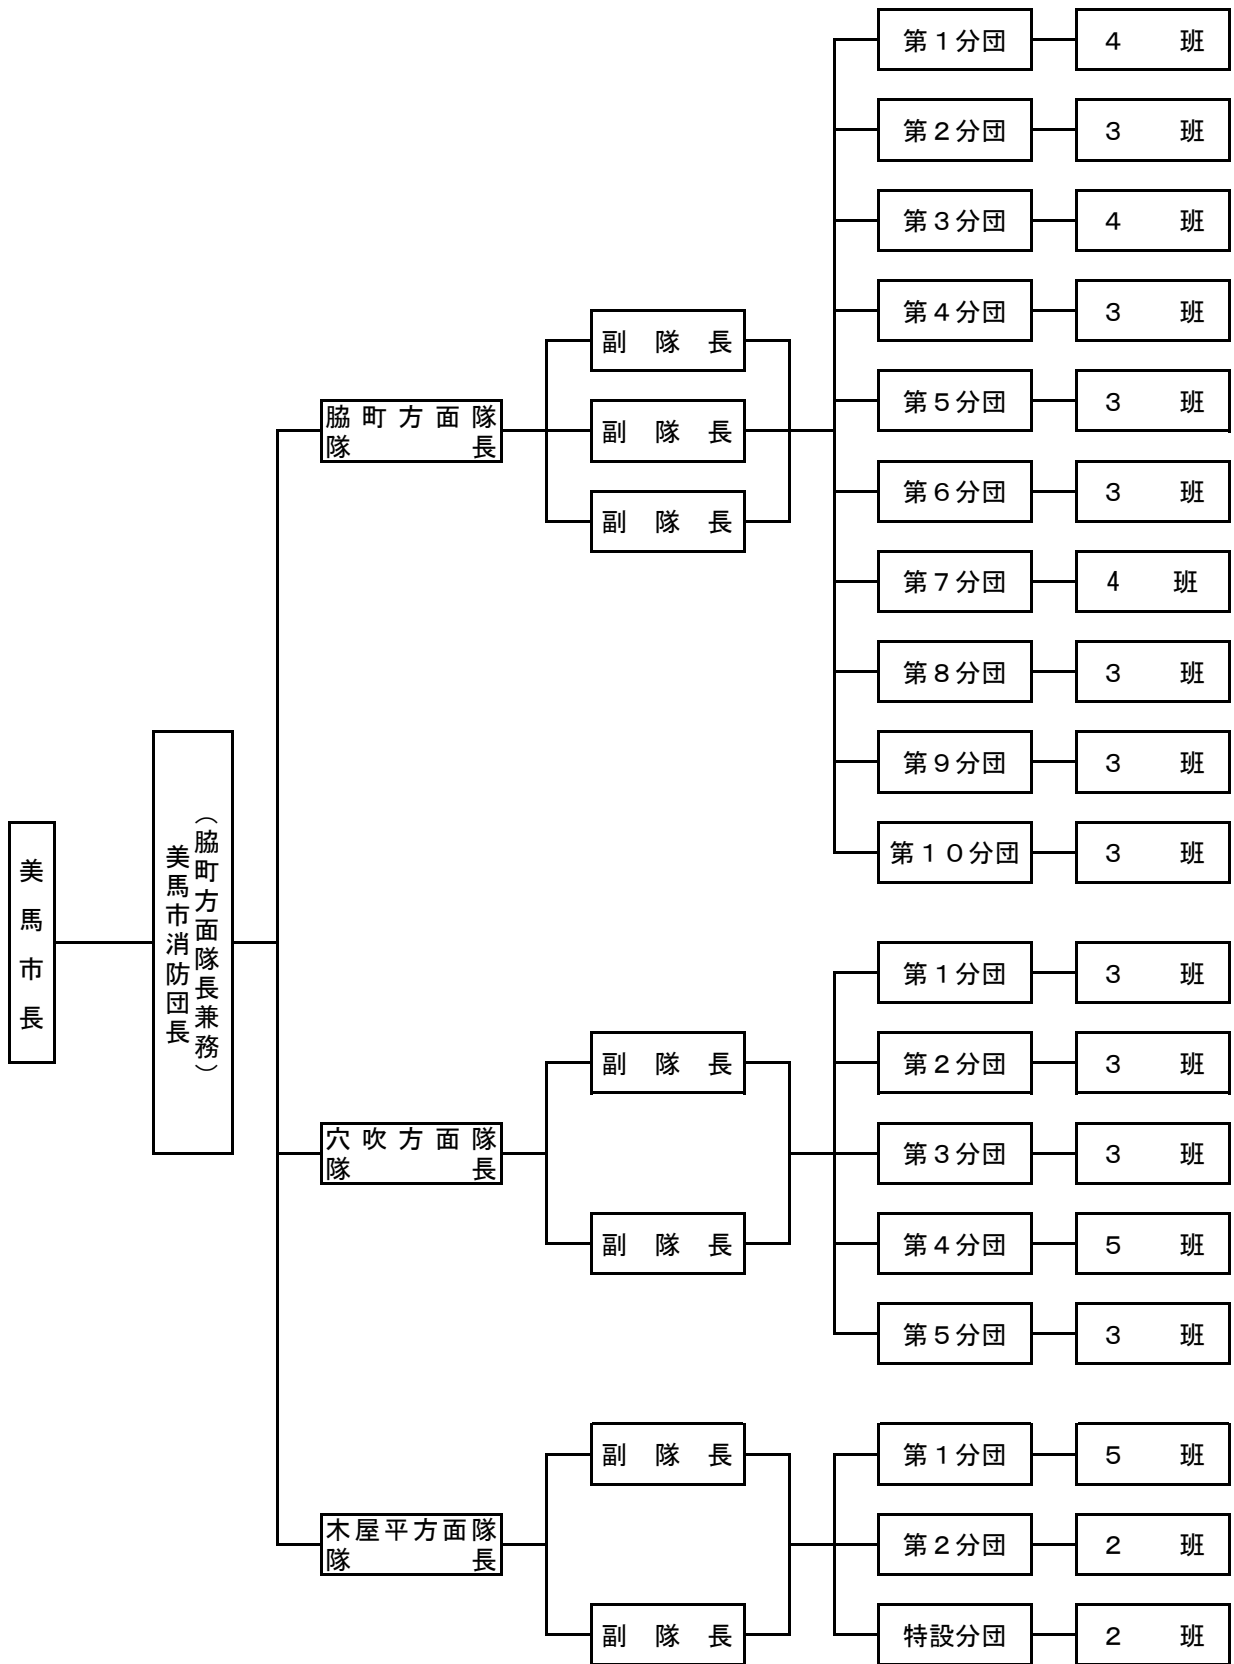 美馬市長
美馬市消防団長
（脇町方面隊長兼務）
脇町方面隊
隊長
副隊長
副隊長
副隊長
第１分団 4 班
第２分団 3 班
第３分団 4 班
第４分団 3 班
第５分団 3 班
第６分団 3 班
第７分団 4 班
第８分団 3 班
第９分団 3 班
第１０分団 3 班
穴吹方面隊
隊長
副隊長
副隊長
第１分団 3 班
第２分団 3 班
第３分団 3 班
第４分団 5 班
第５分団 3 班
木屋平方面隊
隊長
副隊長
副隊長
第１分団 5 班
第２分団 2 班
特設分団 2 班